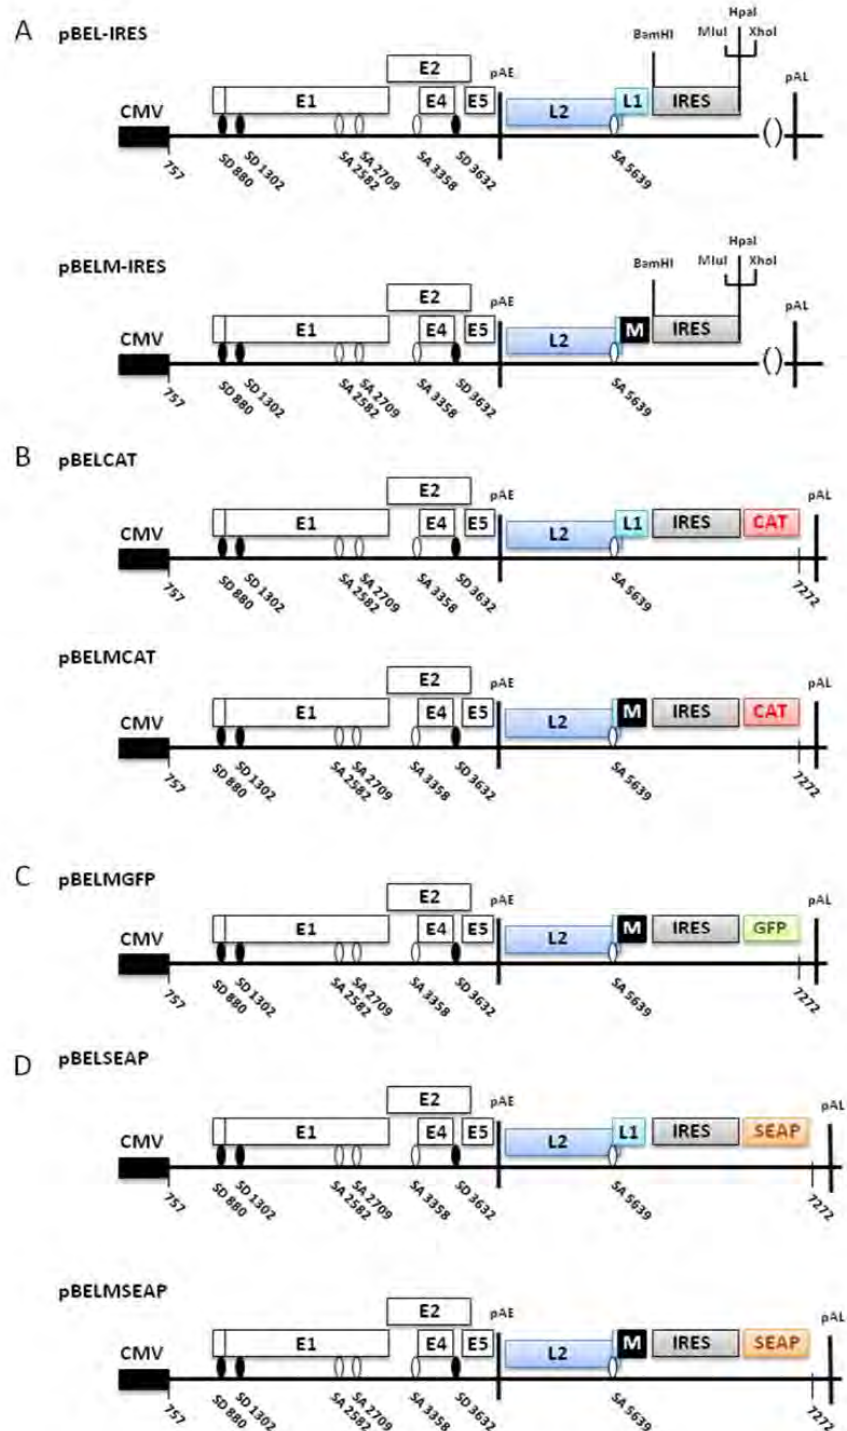 A
pBEL-IRES
HpaI
BamHI MluI XhoI
E2 pAE pAL
CMV E1 E4 E5 L2 L1 IRES ()
757 SD 880 SD 1302 SA 2582 SA 2709 SA 3358 SD 3632 SA 5639
pBELM-IRES
HpaI
BamHI MluI XhoI
E2 pAE pAL
CMV E1 E4 E5 L2 M IRES ()
757 SD 880 SD 1302 SA 2582 SA 2709 SA 3358 SD 3632 SA 5639
B
pBELCAT
E2 pAE pAL
CMV E1 E4 E5 L2 L1 IRES CAT
757 SD 880 SD 1302 SA 2582 SA 2709 SA 3358 SD 3632 SA 5639 7272
pBELMCAT
E2 pAE pAL
CMV E1 E4 E5 L2 M IRES CAT
757 SD 880 SD 1302 SA 2582 SA 2709 SA 3358 SD 3632 SA 5639 7272
C
pBELMGFP
E2 pAE pAL
CMV E1 E4 E5 L2 M IRES GFP
757 SD 880 SD 1302 SA 2582 SA 2709 SA 3358 SD 3632 SA 5639 7272
D
pBELSEAP
E2 pAE pAL
CMV E1 E4 E5 L2 L1 IRES SEAP
757 SD 880 SD 1302 SA 2582 SA 2709 SA 3358 SD 3632 SA 5639 7272
pBELMSEAP
E2 pAE pAL
CMV E1 E4 E5 L2 M IRES SEAP
757 SD 880 SD 1302 SA 2582 SA 2709 SA 3358 SD 3632 SA 5639 7272